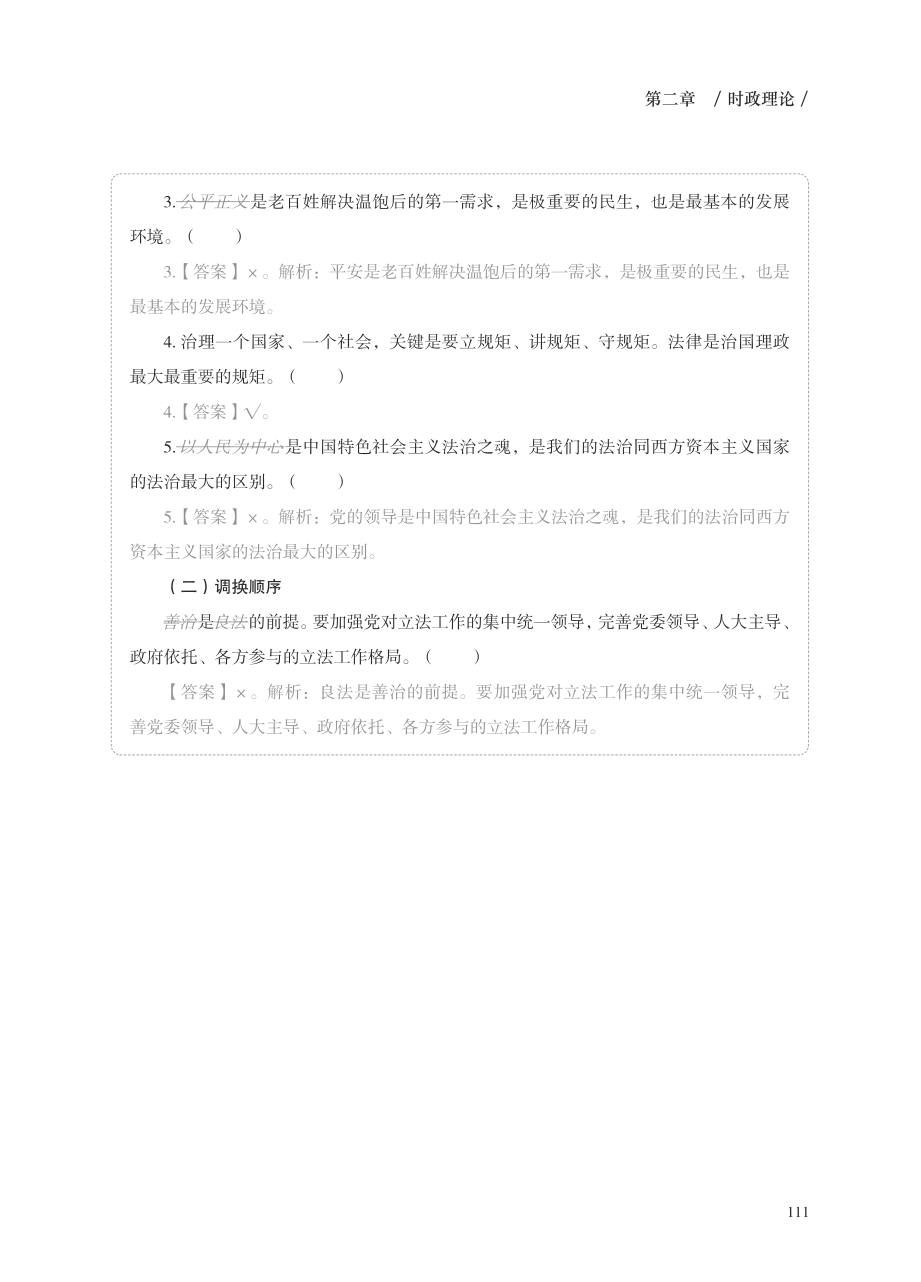 第二章 / 时政理论 /
3.公平正义是老百姓解决温饱后的第一需求，是极重要的民生，也是最基本的发展
环境。（  ）
3.【答案】×。解析：平安是老百姓解决温饱后的第一需求，是极重要的民生，也是
最基本的发展环境。
4. 治理一个国家、一个社会，关键是要立规矩、讲规矩、守规矩。法律是治国理政
最大最重要的规矩。（  ）
4.【答案】√。
5.以人民为中心是中国特色社会主义法治之魂，是我们的法治同西方资本主义国家
的法治最大的区别。（  ）
5.【答案】×。解析：党的领导是中国特色社会主义法治之魂，是我们的法治同西方
资本主义国家的法治最大的区别。
（二）调换顺序
善治是良法的前提。要加强党对立法工作的集中统一领导，完善党委领导、人大主导、
政府依托、各方参与的立法工作格局。（  ）
【答案】×。解析：良法是善治的前提。要加强党对立法工作的集中统一领导，完
善党委领导、人大主导、政府依托、各方参与的立法工作格局。
111